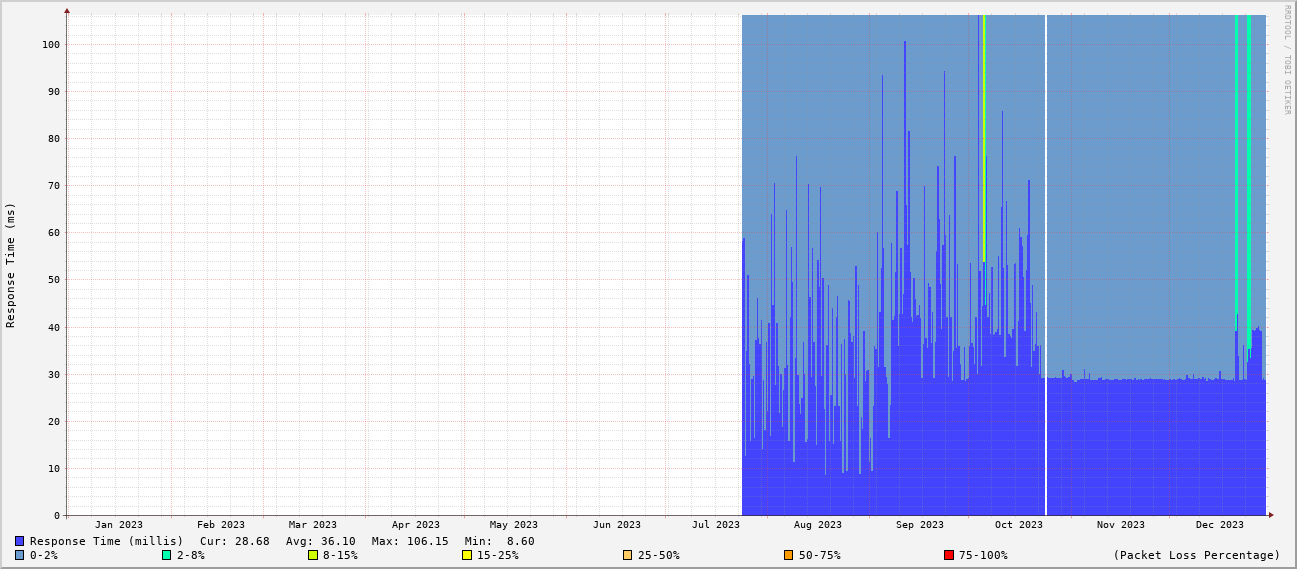 RRDTOOL / TOBI OETIKER
Response Time (ms)
100
90
80
70
60
50
40
30
20
10
0
Jan 2023 Feb 2023 Mar 2023 Apr 2023 May 2023 Jun 2023 Jul 2023 Aug 2023 Sep 2023 Oct 2023 Nov 2023 Dec 2023
Response Time (millis) Cur: 28.68 Avg: 36.10 Max: 106.15 Min: 8.60
0-2% 2-8% 8-15% 15-25% 25-50% 50-75% 75-100% (Packet Loss Percentage)